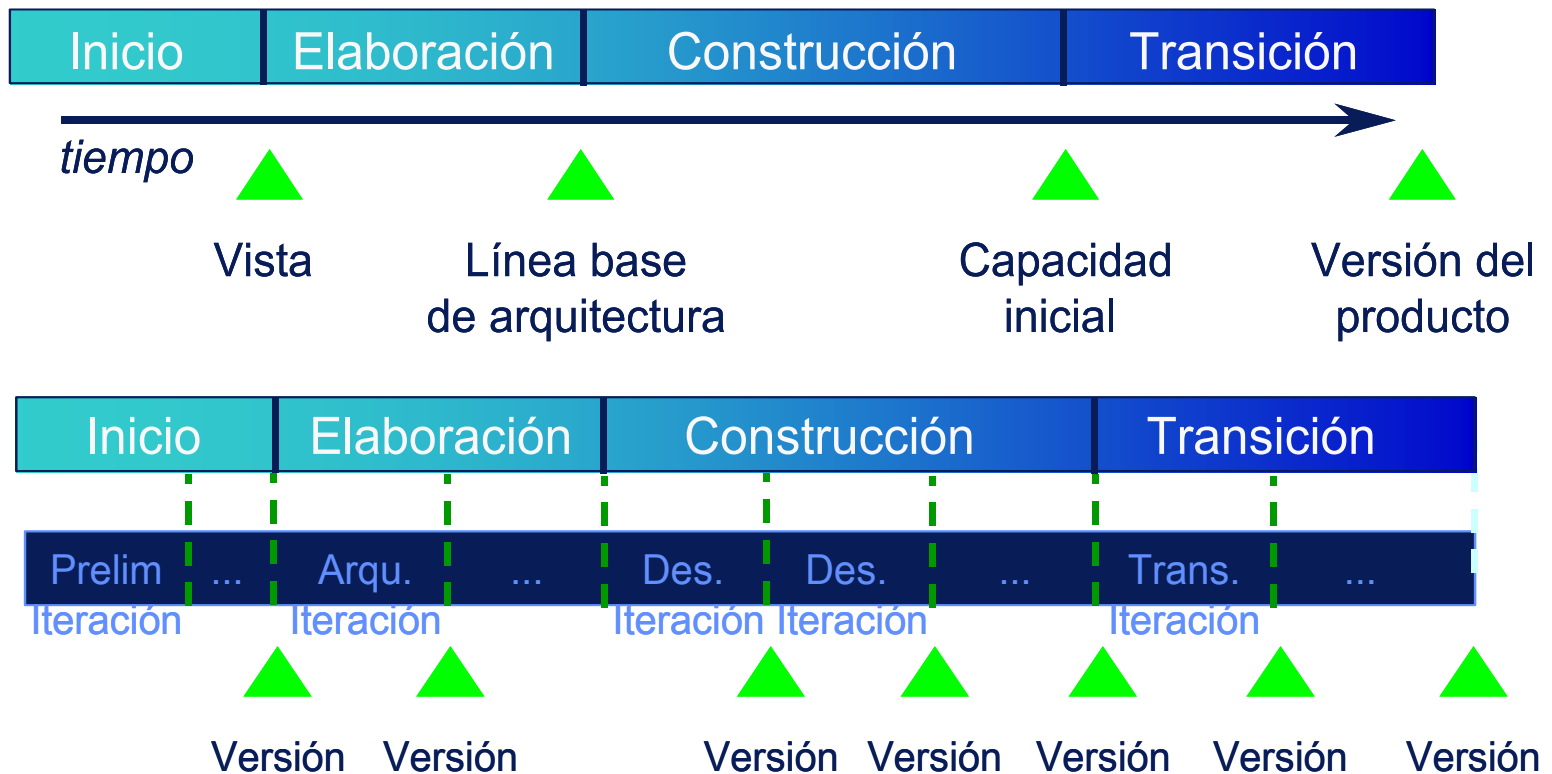 Inicio Elaboración Construcción Transición
tiempo
Vista Línea base Capacidad Versión del
de arquitectura inicial producto
Inicio Elaboración Construcción Transición
Prelim ... Arqu. ... Des. Des. ... Trans. ...
Iteración Iteración Iteración Iteración Iteración
Versión Versión Versión Versión Versión Versión Versión